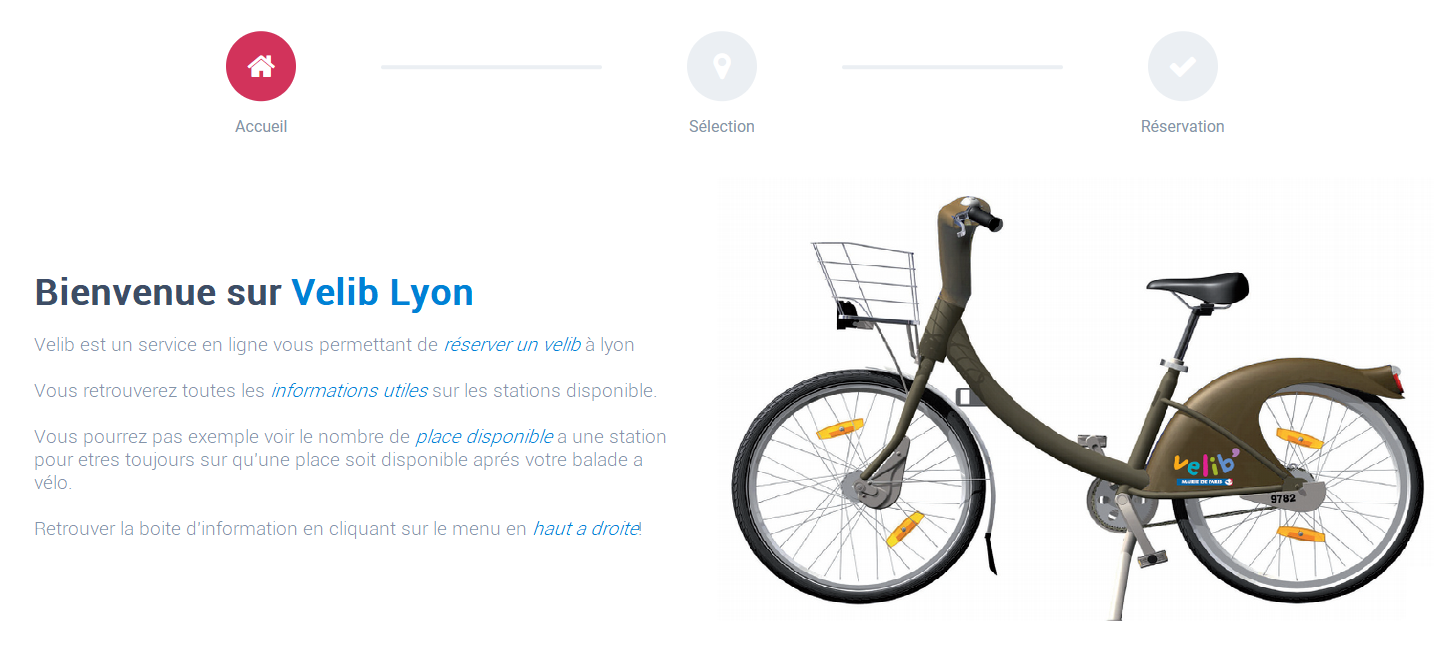 Accueil
Sélection
Réservation
Bienvenue sur Velib Lyon
Velib est un service en ligne vous permettant de réserver un velib à lyon
Vous retrouverez toutes les informations utiles sur les stations disponible.
Vous pourrez pas exemple voir le nombre de place disponible a une station
pour etres toujours sur qu'une place soit disponible aprés votre balade a
vélo.
Retrouver la boite d'information en cliquant sur le menu en haut a droite!
velib'
MAIRIE DE PARIS
9782